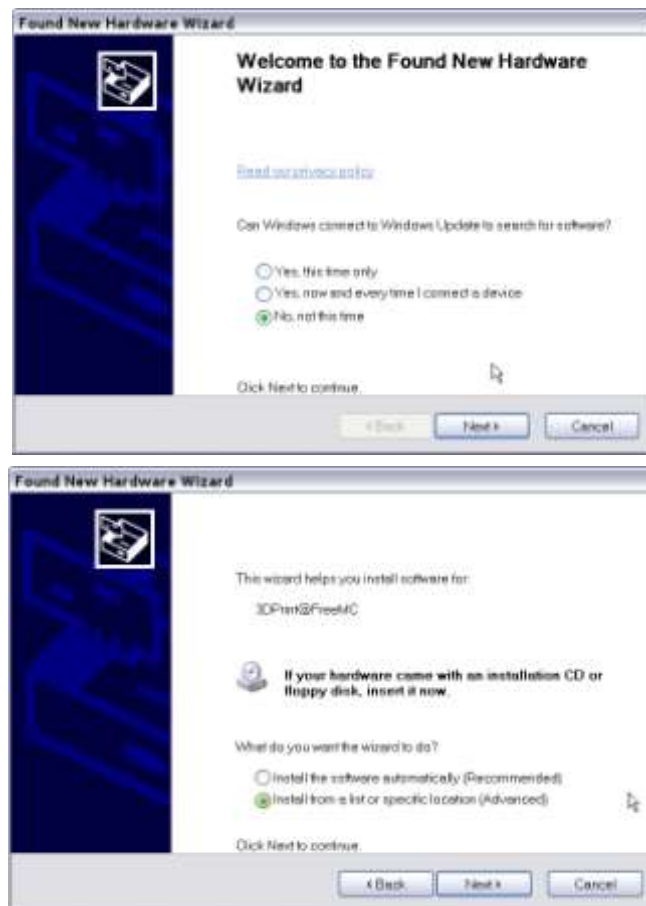 Found New Hardware Wizard
Welcome to the Found New Hardware
Wizard
Read our privacy policy
Can Windows connect to Windows Update to search for software?
Yes, this time only
Yes, now and every time I connect a device
No, not this time
Click Next to continue.
< Back
Next >
Cancel
Found New Hardware Wizard
This wizard helps you install software for:
3DPrint@FreeMC
If your hardware came with an installation CD or
floppy disk, insert it now.
What do you want the wizard to do?
Install the software automatically (Recommended)
Install from a list or specific location (Advanced)
Click Next to continue.
< Back
Next >
Cancel